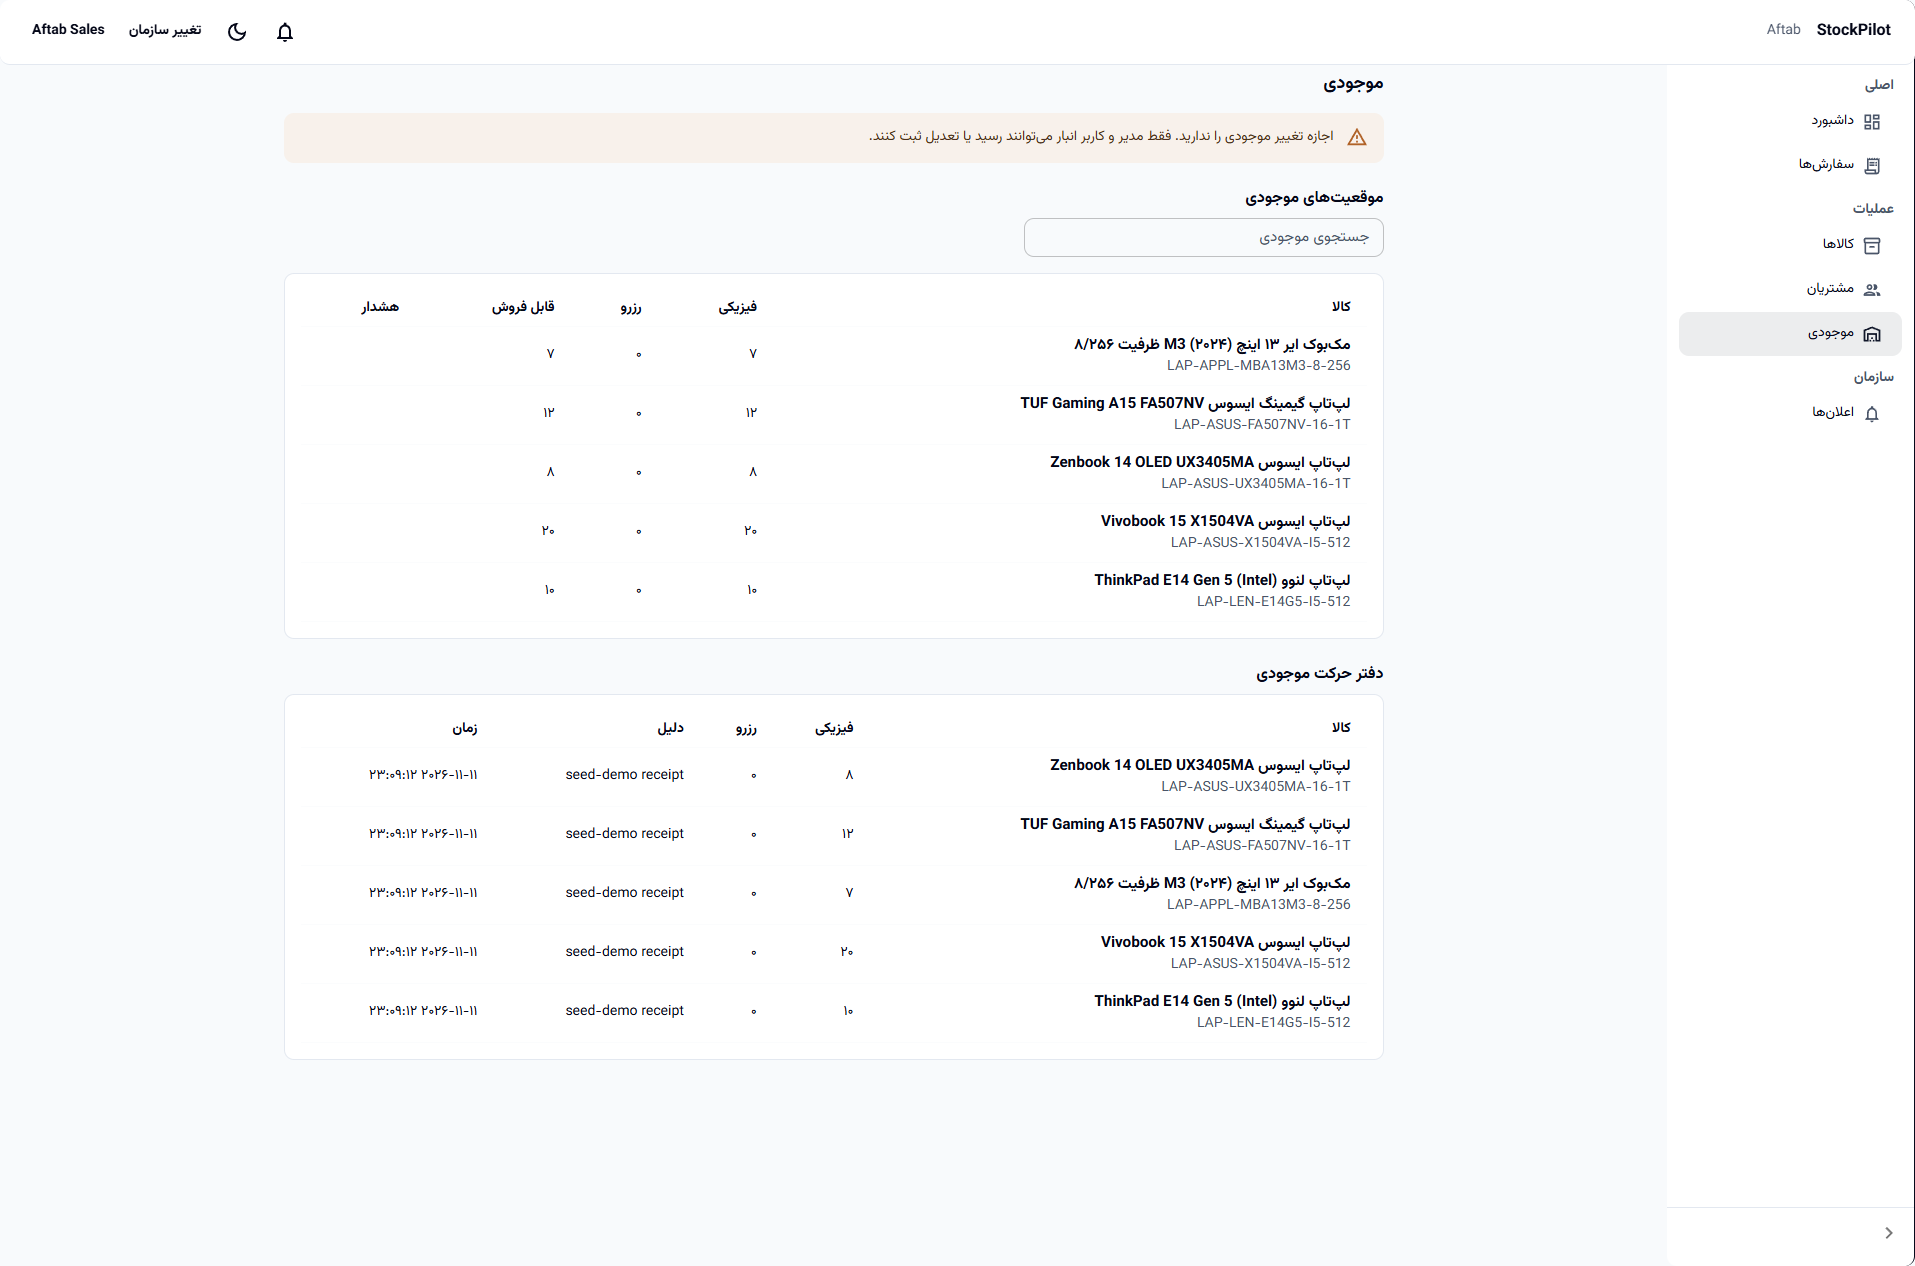 StockPilot Aftab
تغییر سازمان Aftab Sales
اصلی
داشبورد
سفارش‌ها
عملیات
کالاها
مشتریان
موجودی
سازمان
اعلان‌ها
موجودی
اجازه تغییر موجودی را ندارید. فقط مدیر و کاربر انبار می‌توانند رسید یا تعدیل ثبت کنند.
موقعیت‌های موجودی
جستجوی موجودی
کالا فیزیکی رزرو قابل فروش هشدار
مک‌بوک ایر ۱۳ اینچ M3 (۲۰۲۴) ظرفیت ۸/۲۵۶
LAP-APPL-MBA13M3-8-256
۷ ۰ ۷
لپ‌تاپ گیمینگ ایسوس TUF Gaming A15 FA507NV
LAP-ASUS-FA507NV-16-1T
۱۲ ۰ ۱۲
لپ‌تاپ ایسوس Zenbook 14 OLED UX3405MA
LAP-ASUS-UX3405MA-16-1T
۸ ۰ ۸
لپ‌تاپ ایسوس Vivobook 15 X1504VA
LAP-ASUS-X1504VA-I5-512
۲۰ ۰ ۲۰
لپ‌تاپ لنوو ThinkPad E14 Gen 5 (Intel)
LAP-LEN-E14G5-I5-512
۱۰ ۰ ۱۰
دفتر حرکت موجودی
کالا فیزیکی رزرو دلیل زمان
لپ‌تاپ ایسوس Zenbook 14 OLED UX3405MA
LAP-ASUS-UX3405MA-16-1T
۸ ۰ seed-demo receipt ۲۰۲۶-۱۱-۱۱ ۲۳:۰۹:۱۲
لپ‌تاپ گیمینگ ایسوس TUF Gaming A15 FA507NV
LAP-ASUS-FA507NV-16-1T
۱۲ ۰ seed-demo receipt ۲۰۲۶-۱۱-۱۱ ۲۳:۰۹:۱۲
مک‌بوک ایر ۱۳ اینچ M3 (۲۰۲۴) ظرفیت ۸/۲۵۶
LAP-APPL-MBA13M3-8-256
۷ ۰ seed-demo receipt ۲۰۲۶-۱۱-۱۱ ۲۳:۰۹:۱۲
لپ‌تاپ ایسوس Vivobook 15 X1504VA
LAP-ASUS-X1504VA-I5-512
۲۰ ۰ seed-demo receipt ۲۰۲۶-۱۱-۱۱ ۲۳:۰۹:۱۲
لپ‌تاپ لنوو ThinkPad E14 Gen 5 (Intel)
LAP-LEN-E14G5-I5-512
۱۰ ۰ seed-demo receipt ۲۰۲۶-۱۱-۱۱ ۲۳:۰۹:۱۲